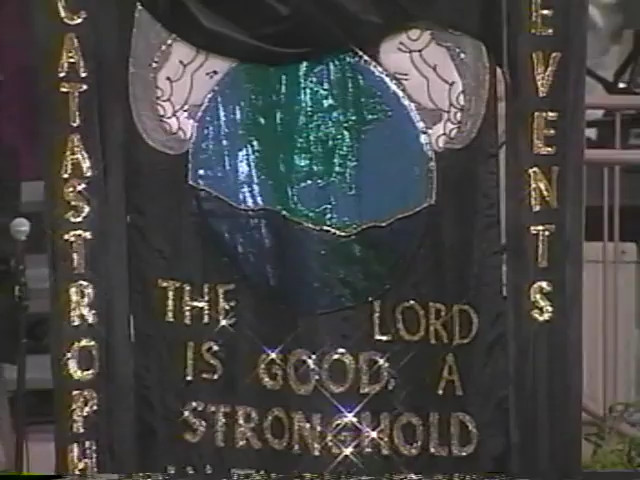 CATASTROPH
EVENTS
THE LORD
IS GOOD. A
STRONGHOLD